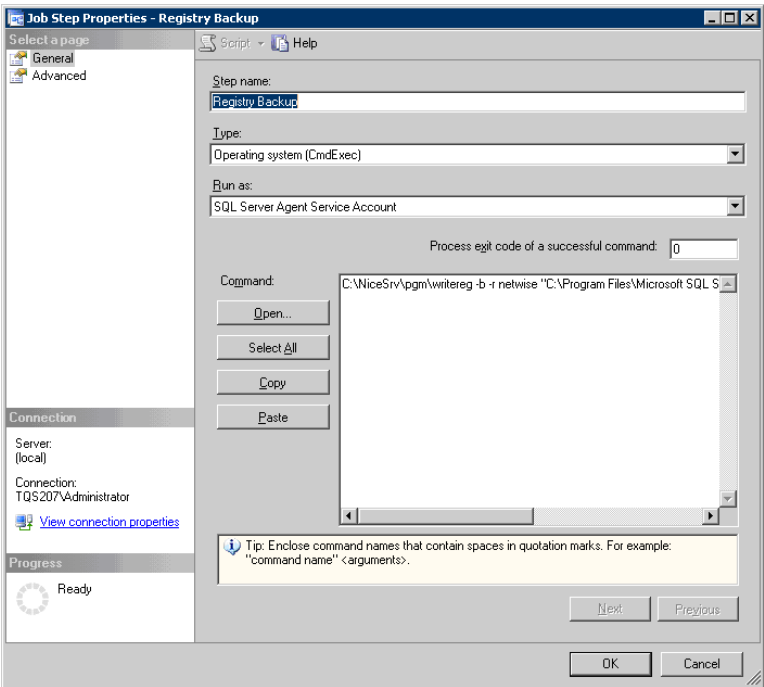 Job Step Properties - Registry Backup
Select a page
General
Advanced
Script
Help
Step name:
Registry Backup
Type:
Operating system (CmdExec)
Run as:
SQL Server Agent Service Account
Process exit code of a successful command: 0
Command:
C:\NiceSrv\pgm\writereg -b -r netwise "C:\Program Files\Microsoft SQL S
Open...
Select All
Copy
Paste
Connection
Server:
(local)
Connection:
TQS207\Administrator
View connection properties
Tip: Enclose command names that contain spaces in quotation marks. For example:
"command name" <arguments>.
Progress
Ready
Next
Previous
OK
Cancel